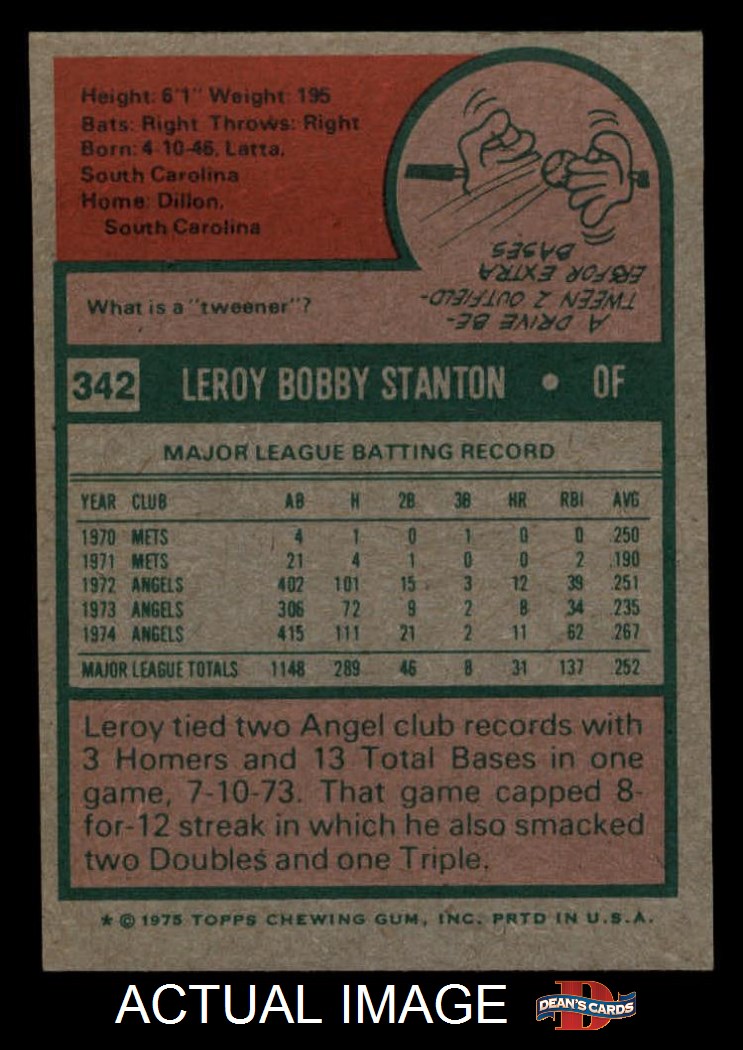 Height: 6'1" Weight: 195
Bats: Right Throws: Right
Born: 4-10-46, Latta,
South Carolina
Home: Dillon,
South Carolina
What is a "tweener"?
A DRIVE BE-
TWEEN 2 OUTFIELD-
ERS FOR EXTRA
BASES
342 LEROY BOBBY STANTON • OF
MAJOR LEAGUE BATTING RECORD
YEAR CLUB AB H 2B 3B HR RBI AVG
1970 METS 4 1 0 1 0 0 .250
1971 METS 21 4 1 0 0 2 .190
1972 ANGELS 402 101 15 3 12 39 .251
1973 ANGELS 306 72 9 2 8 34 .235
1974 ANGELS 415 111 21 2 11 62 .267
MAJOR LEAGUE TOTALS 1148 289 46 8 31 137 .252
Leroy tied two Angel club records with
3 Homers and 13 Total Bases in one
game, 7-10-73. That game capped 8-
for-12 streak in which he also smacked
two Doubles and one Triple.
* © 1975 TOPPS CHEWING GUM, INC. PRTD IN U.S.A.
ACTUAL IMAGE
D
DEAN'S CARDS